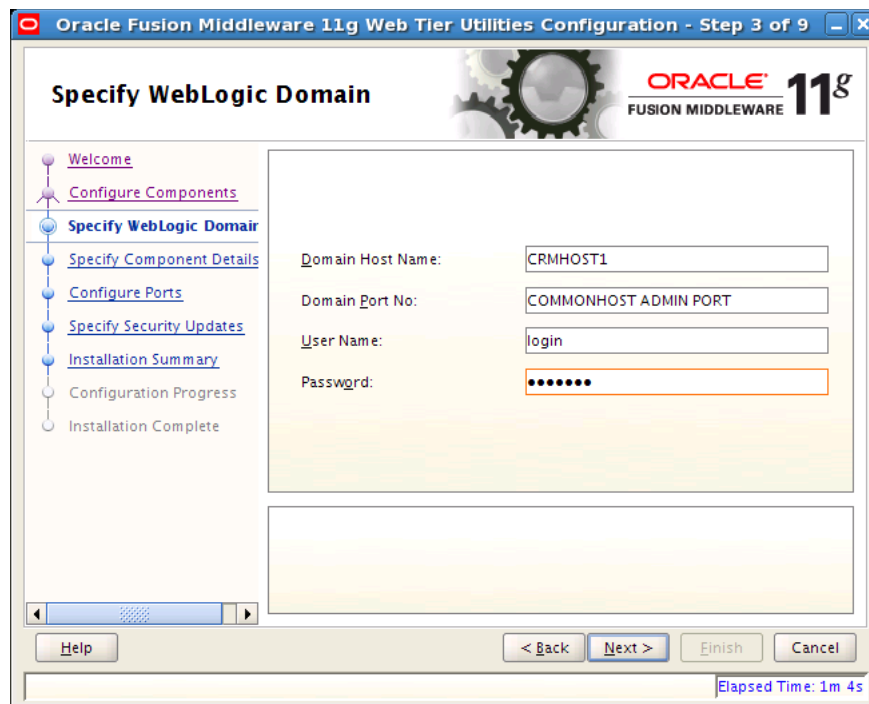 Oracle Fusion Middleware 11g Web Tier Utilities Configuration - Step 3 of 9
Specify WebLogic Domain
ORACLE
FUSION MIDDLEWARE
11g
Welcome
Configure Components
Specify WebLogic Domain
Specify Component Details
Configure Ports
Specify Security Updates
Installation Summary
Configuration Progress
Installation Complete
Domain Host Name: CRMHOST1
Domain Port No: COMMONHOST ADMIN PORT
User Name: login
Password: •••••••
Help
< Back Next > Finish Cancel
Elapsed Time: 1m 4s